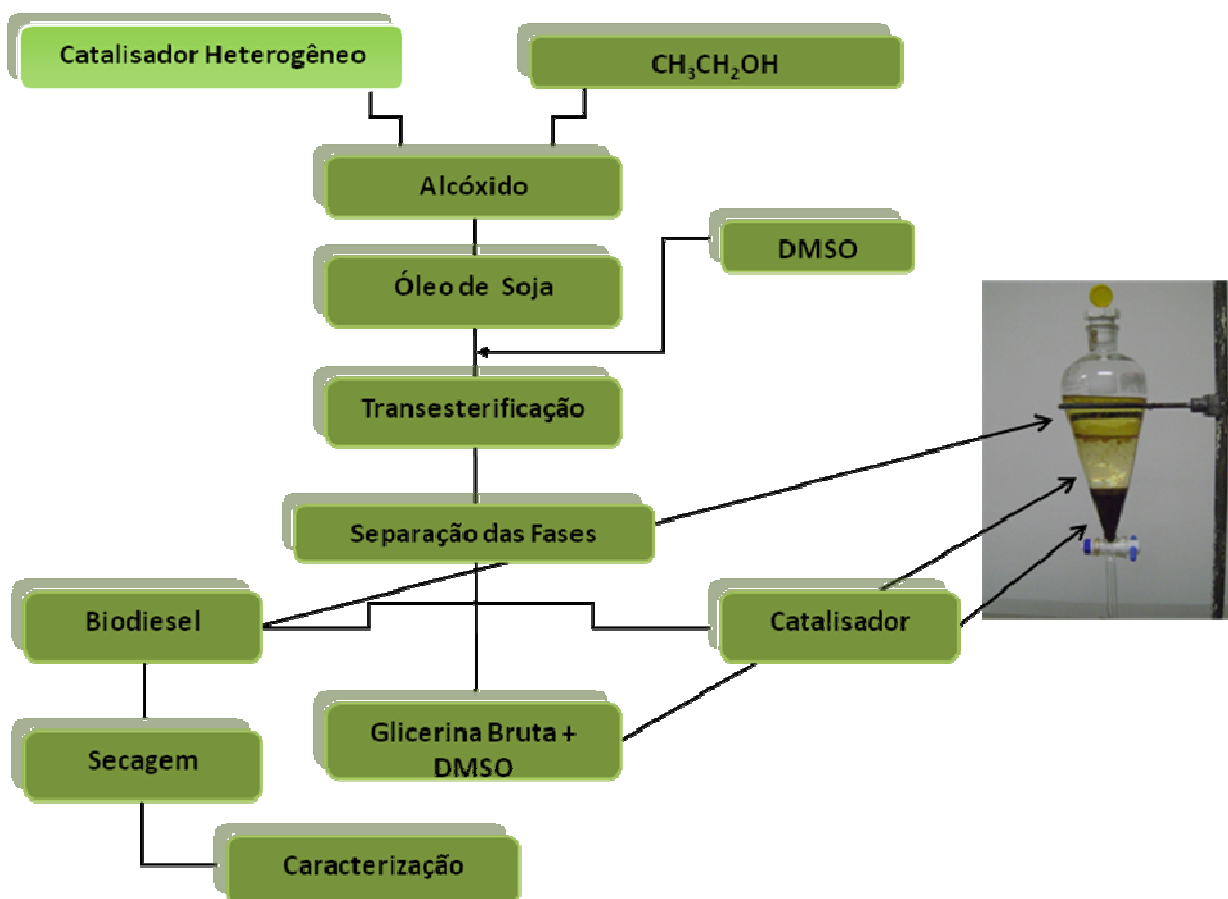 Catalisador Heterogêneo
CH₃CH₂OH
Alcóxido
DMSO
Óleo de Soja
Transesterificação
Separação das Fases
Biodiesel
Catalisador
Glicerina Bruta +
DMSO
Secagem
Caracterização